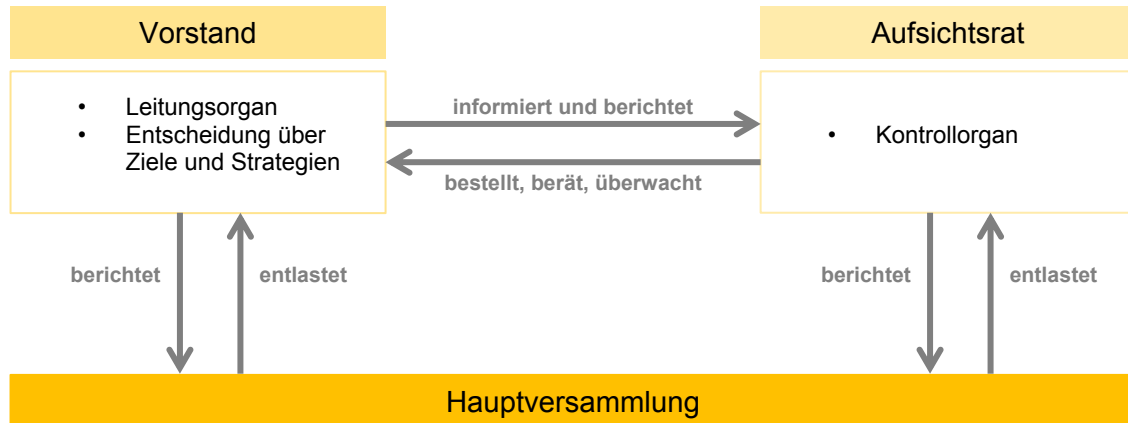 Vorstand
Aufsichtsrat
• Leitungsorgan
• Entscheidung über
Ziele und Strategien
informiert und berichtet
bestellt, berät, überwacht
• Kontrollorgan
berichtet
entlastet
berichtet
entlastet
Hauptversammlung